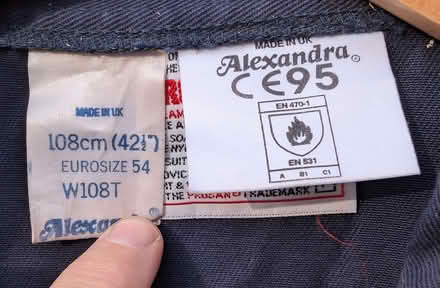 MADE IN UK
108cm (42½")
EUROSIZE 54
W108T
Alexandra
MADE IN UK
Alexandra
CE95
EN 470-1
EN 531
A B1 C1
TRADEMARK